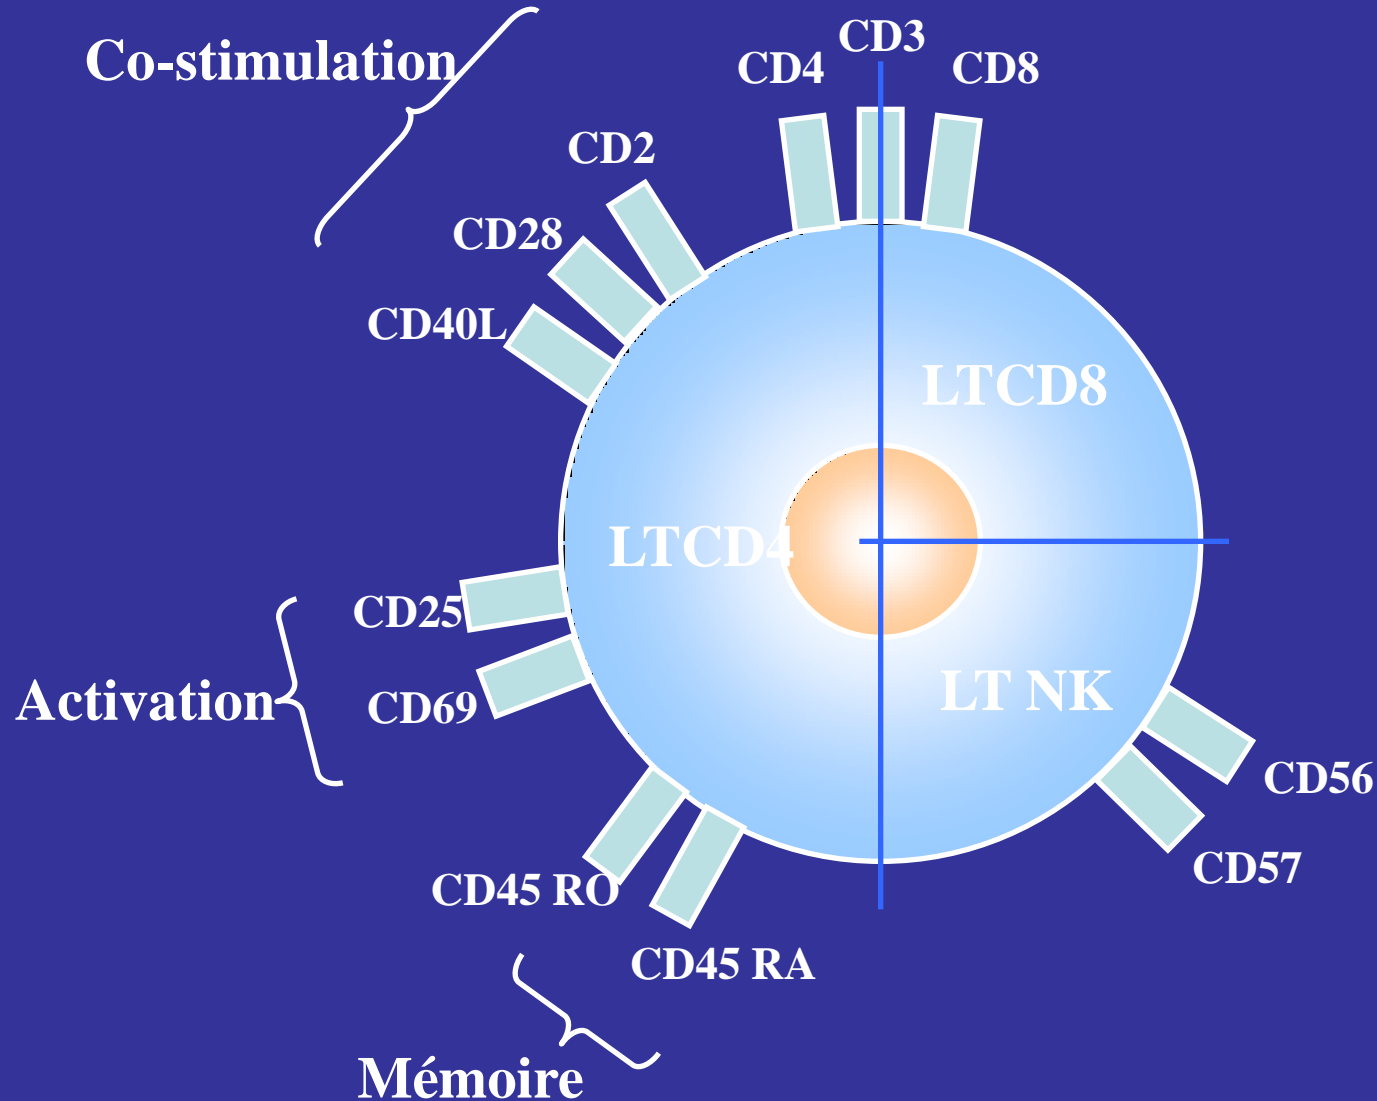 Co-stimulation
CD3
CD4
CD8
CD2
CD28
CD40L
LTCD8
LTCD4
CD25
Activation
CD69
LT NK
CD56
CD57
CD45 RO
CD45 RA
Mémoire